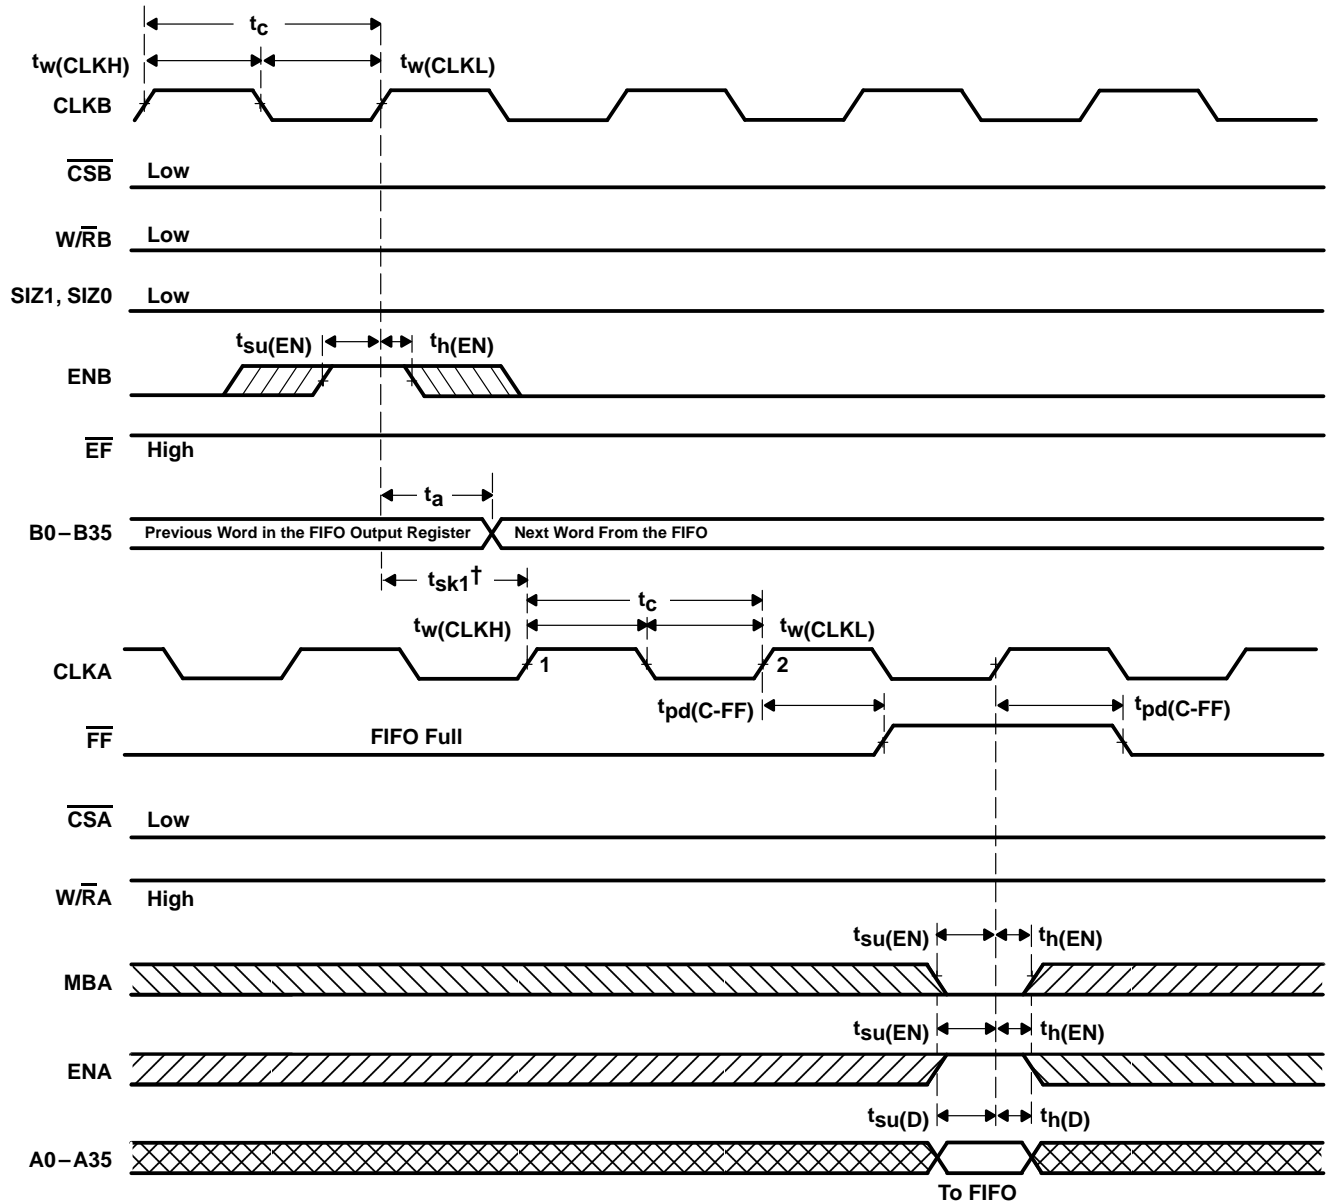 tc
tw(CLKH) tw(CLKL)
CLKB
CSB Low
W/RB Low
SIZ1, SIZ0 Low
tsu(EN) th(EN)
ENB
EF High
ta
B0–B35 Previous Word in the FIFO Output Register Next Word From the FIFO
tsk1†
tc
tw(CLKH) tw(CLKL)
CLKA 1 2
tpd(C-FF) tpd(C-FF)
FF FIFO Full
CSA Low
W/RA High
tsu(EN) th(EN)
MBA
tsu(EN) th(EN)
ENA
tsu(D) th(D)
A0–A35
To FIFO